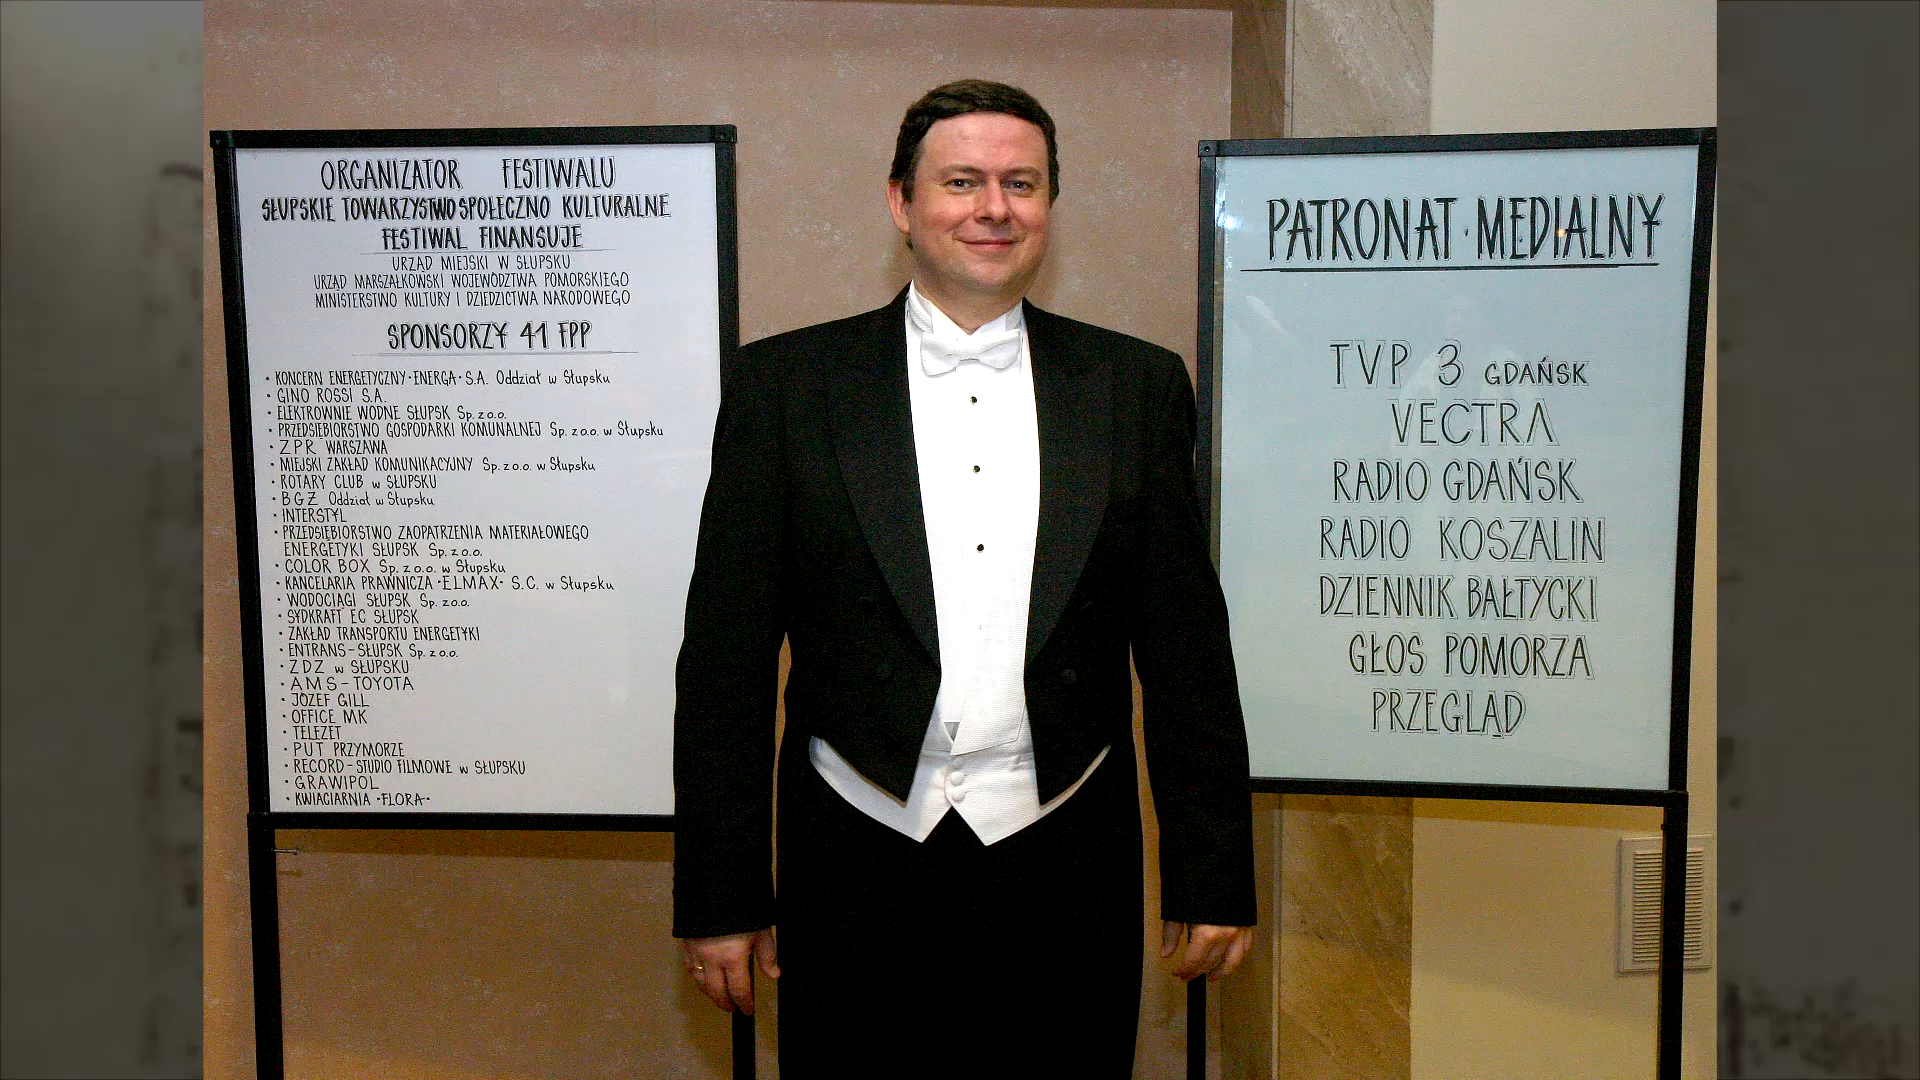 ORGANIZATOR FESTIWALU
SŁUPSKIE TOWARZYSTWO SPOŁECZNO KULTURALNE
FESTIWAL FINANSUJE
URZĄD MIEJSKI W SŁUPSKU
URZĄD MARSZAŁKOWSKI WOJEWÓDZTWA POMORSKIEGO
MINISTERSTWO KULTURY I DZIEDZICTWA NARODOWEGO
SPONSORZY 41 FPP
• KONCERN ENERGETYCZNY • ENERGA • S.A. Oddział w Słupsku
• GINO ROSSI S.A.
• ELEKTROWNIE WODNE SŁUPSK Sp. z o.o.
• PRZEDSIĘBIORSTWO GOSPODARKI KOMUNALNEJ Sp. z o.o. w Słupsku
• ZPR WARSZAWA
• MIEJSKI ZAKŁAD KOMUNIKACYJNY Sp. z o.o. w Słupsku
• ROTARY CLUB w SŁUPSKU
• BGŻ Oddział w Słupsku
• INTERSTYL
• PRZEDSIĘBIORSTWO ZAOPATRZENIA MATERIAŁOWEGO
ENERGETYKI SŁUPSK Sp. z o.o.
• COLOR BOX Sp. z o.o. w Słupsku
• KANCELARIA PRAWNICZA • ELMAX • S.C. w Słupsku
• WODOCIĄGI SŁUPSK Sp. z o.o.
• SYDKRAFT EC SŁUPSK
• ZAKŁAD TRANSPORTU ENERGETYKI
• ENTRANS - SŁUPSK Sp. z o.o.
• ZDZ w SŁUPSKU
• AMS - TOYOTA
• JÓZEF GILL
• OFFICE MK
• TELEZET
• PUT PRZYMORZE
• RECORD - STUDIO FILMOWE w SŁUPSKU
• GRAWIPOL
• KWIACIARNIA • FLORA •
PATRONAT • MEDIALNY
TVP 3 GDAŃSK
VECTRA
RADIO GDAŃSK
RADIO KOSZALIN
DZIENNIK BAŁTYCKI
GŁOS POMORZA
PRZEGLĄD